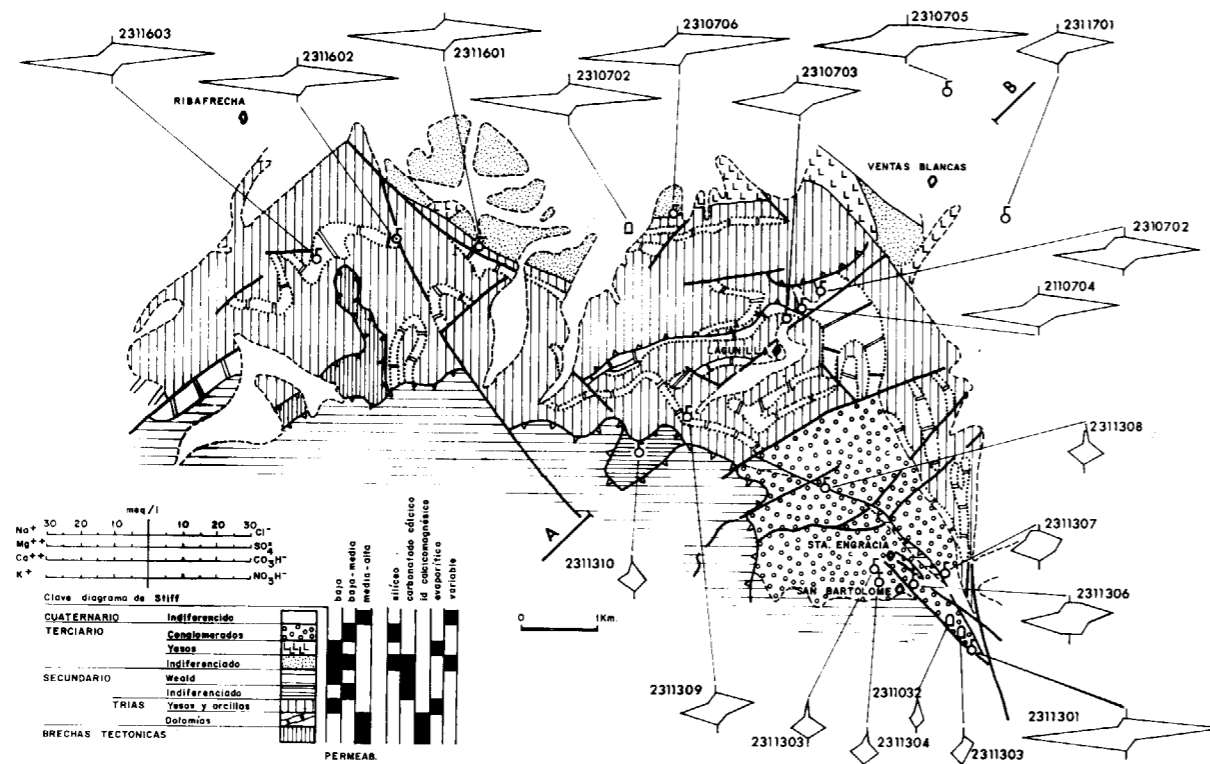 2311603
2311602
2311601
2310706
2310705
2311701
2310702
2310703
RIBAFRECHA
B
VENTAS BLANCAS
2310702
2110704
LAGUNILLA
2311308
A
2311310
STA. ENGRACIA
2311307
SAN BARTOLOME
2311306
0 1Km.
2311309
23113031
2311304
2311032
2311303
2311301
meq/l
30 20 10 10 20 30
Na+ Cl-
Mg++ SO4=
Ca++ CO3H-
K+ NO3H-
Clave diagrama de Stiff
baja
baja-media
media-alta
silíceo
carbonatado cálcico
id calcicomagnésico
evaporítico
variable
CUATERNARIO Indiferencido
TERCIARIO Conglomerados
Yesos
Indiferenciado
SECUNDARIO Weald
Indiferenciado
TRIAS Yesos y arcillas
Dolomías
BRECHAS TECTONICAS
PERMEAB.